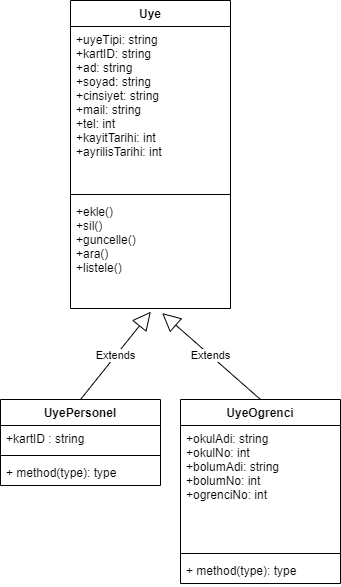 Uye
+uyeTipi: string
+kartID: string
+ad: string
+soyad: string
+cinsiyet: string
+mail: string
+tel: int
+kayitTarihi: int
+ayrilisTarihi: int
+ekle()
+sil()
+guncelle()
+ara()
+listele()
Extends
Extends
UyePersonel
+kartID : string
+ method(type): type
UyeOgrenci
+okulAdi: string
+okulNo: int
+bolumAdi: string
+bolumNo: int
+ogrenciNo: int
+ method(type): type